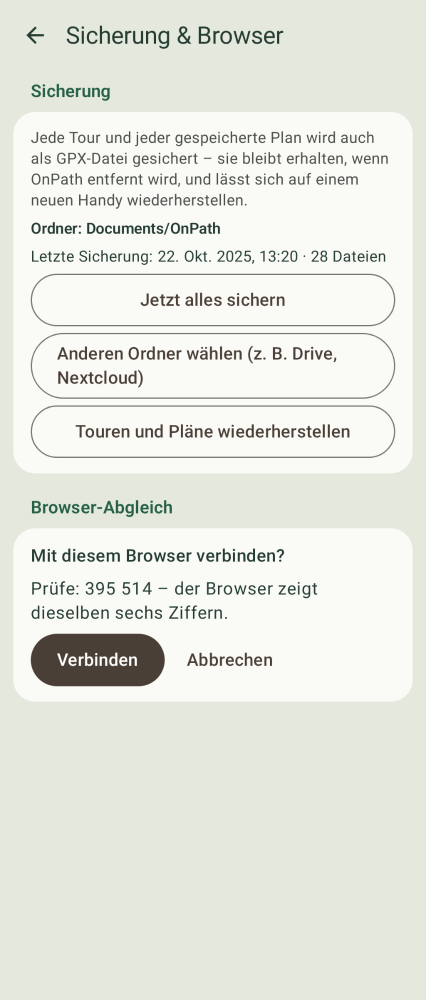 Sicherung & Browser
Sicherung
Jede Tour und jeder gespeicherte Plan wird auch
als GPX-Datei gesichert – sie bleibt erhalten, wenn
OnPath entfernt wird, und lässt sich auf einem
neuen Handy wiederherstellen.
Ordner: Documents/OnPath
Letzte Sicherung: 22. Okt. 2025, 13:20 · 28 Dateien
Jetzt alles sichern
Anderen Ordner wählen (z. B. Drive,
Nextcloud)
Touren und Pläne wiederherstellen
Browser-Abgleich
Mit diesem Browser verbinden?
Prüfe: 395 514 – der Browser zeigt
dieselben sechs Ziffern.
Verbinden
Abbrechen